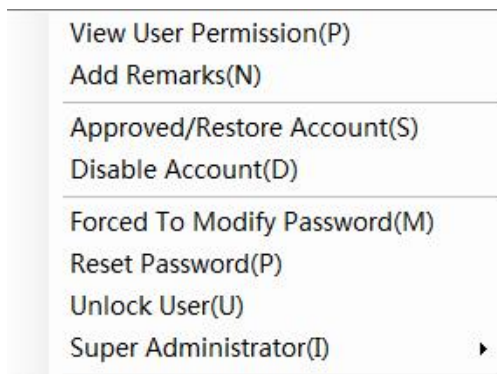 View User Permission(P)
Add Remarks(N)
Approved/Restore Account(S)
Disable Account(D)
Forced To Modify Password(M)
Reset Password(P)
Unlock User(U)
Super Administrator(I)